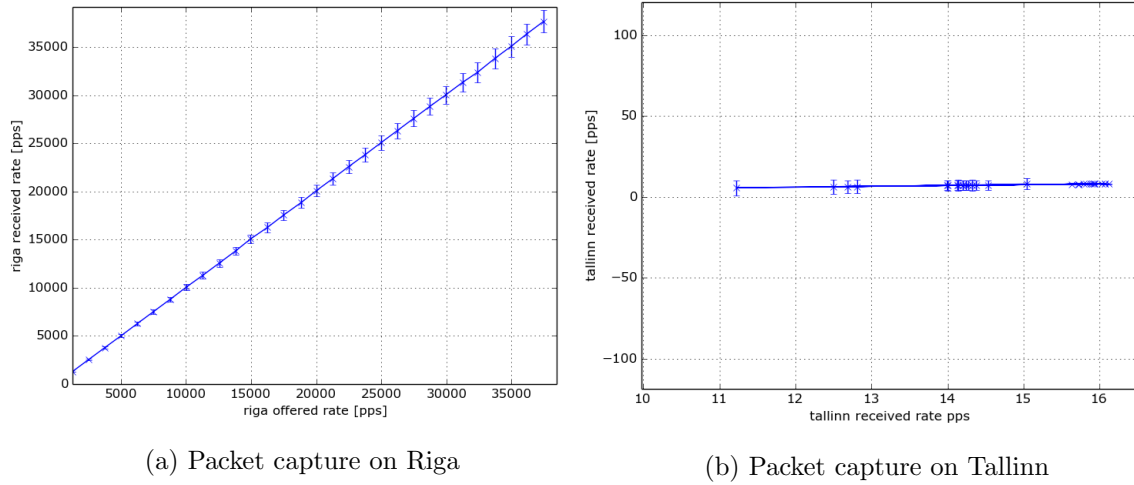 35000
30000
25000
20000
15000
10000
5000
0
riga received rate [pps]
5000 10000 15000 20000 25000 30000 35000
riga offered rate [pps]
(a) Packet capture on Riga
100
50
0
−50
−100
tallinn received rate [pps]
10 11 12 13 14 15 16
tallinn received rate pps
(b) Packet capture on Tallinn